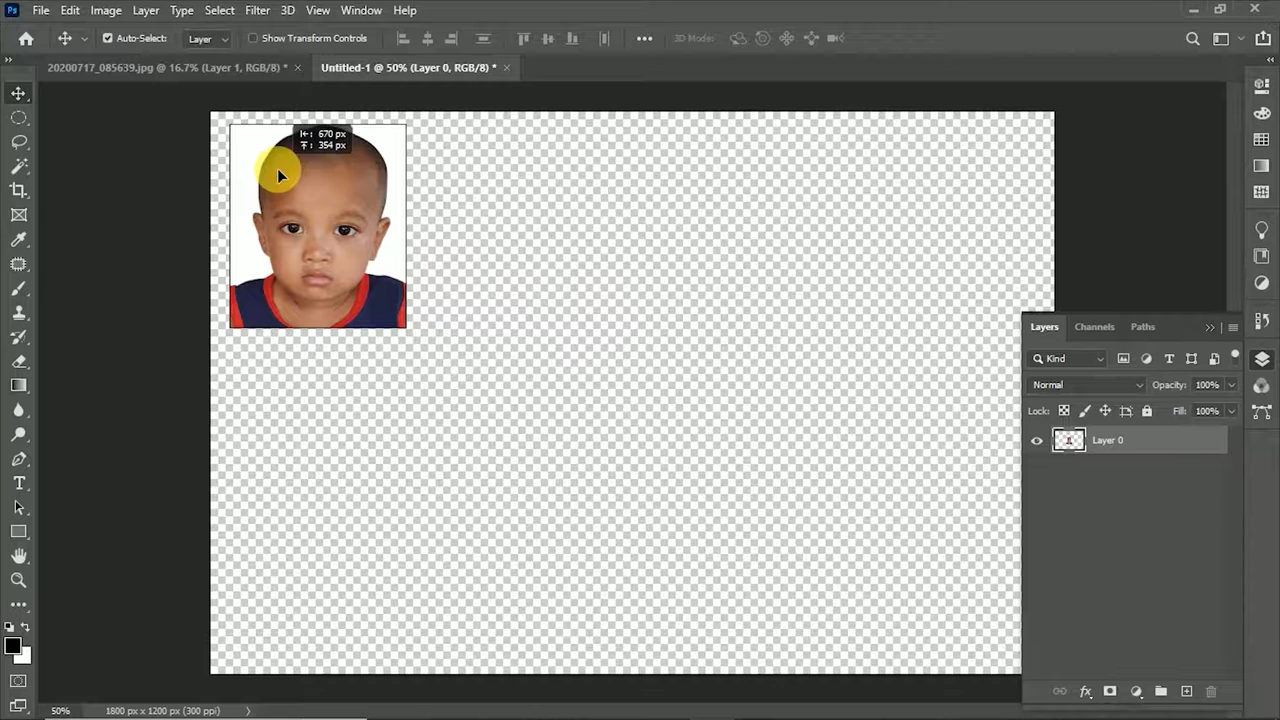 Ps File Edit Image Layer Type Select Filter 3D View Window Help
Auto-Select: Layer Show Transform Controls 3D Mode:
20200717_085639.jpg @ 16.7% (Layer 1, RGB/8) * × Untitled-1 @ 50% (Layer 0, RGB/8) * ×
670 px
354 px
Layers Channels Paths
Kind
Normal Opacity: 100%
Lock: Fill: 100%
Layer 0
fx
50% 1800 px x 1200 px (300 ppi)